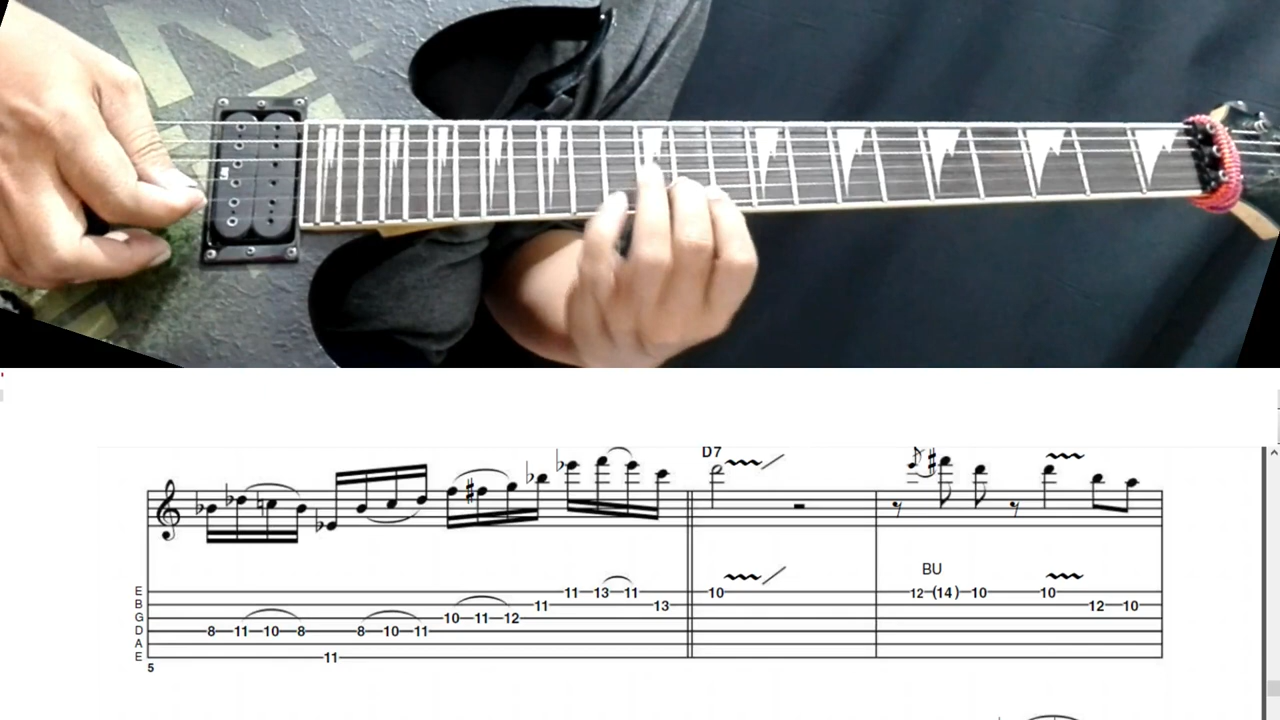 D7
BU
E 11 13 11 10 12 (14) 10 10
B 11 13 12 10
G 10 11 12
D 8 11 10 8 8 10 11
A
E 11
5